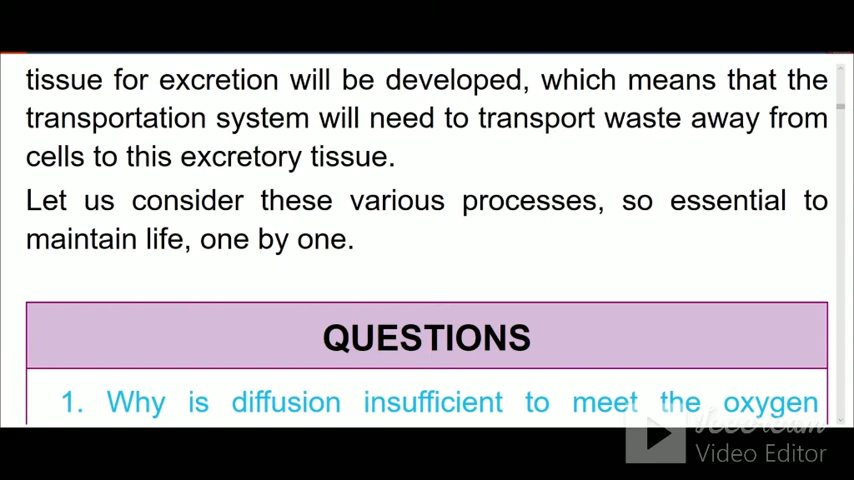 tissue for excretion will be developed, which means that the
transportation system will need to transport waste away from
cells to this excretory tissue.
Let us consider these various processes, so essential to
maintain life, one by one.
QUESTIONS
1. Why is diffusion insufficient to meet the oxygen
Video Editor